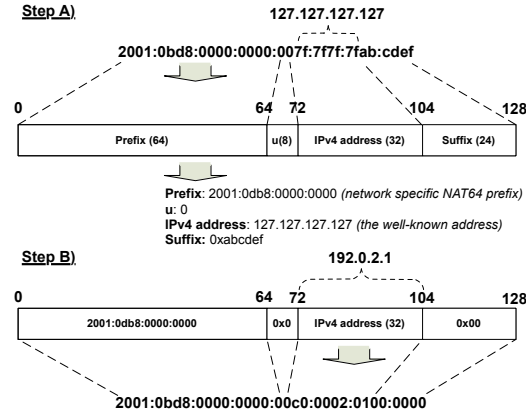 Step A)
127.127.127.127
2001:0bd8:0000:0000:007f:7f7f:7fab:cdef
0 64 72 104 128
Prefix (64) u(8) IPv4 address (32) Suffix (24)
Prefix: 2001:0db8:0000:0000 (network specific NAT64 prefix)
u: 0
IPv4 address: 127.127.127.127 (the well-known address)
Suffix: 0xabcdef
Step B)
192.0.2.1
0 64 72 104 128
2001:0db8:0000:0000 0x0 IPv4 address (32) 0x00
2001:0bd8:0000:0000:00c0:0002:0100:0000